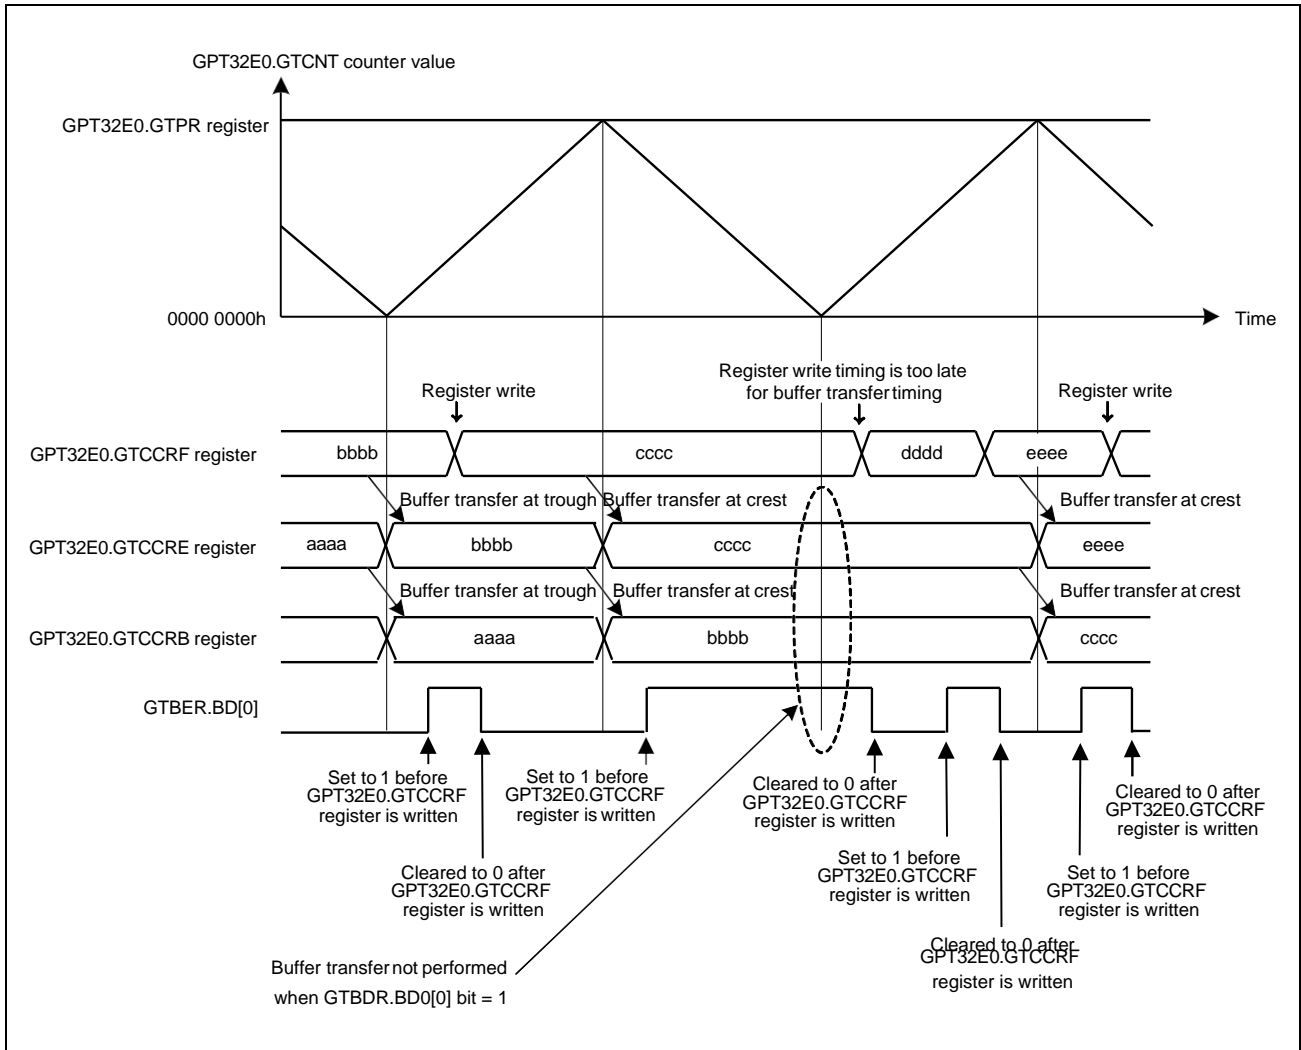 GPT32E0.GTCNT counter value
GPT32E0.GTPR register
0000 0000h
Time
Register write timing is too late
for buffer transfer timing
Register write
Register write
GPT32E0.GTCCRF register
bbbb
cccc
dddd
eeee
Buffer transfer at trough
Buffer transfer at crest
Buffer transfer at crest
GPT32E0.GTCCRE register
aaaa
bbbb
cccc
eeee
Buffer transfer at trough
Buffer transfer at crest
Buffer transfer at crest
GPT32E0.GTCCRB register
aaaa
bbbb
cccc
GTBER.BD[0]
Set to 1 before
GPT32E0.GTCCRF
register is written
Set to 1 before
GPT32E0.GTCCRF
register is written
Cleared to 0 after
GPT32E0.GTCCRF
register is written
Cleared to 0 after
GPT32E0.GTCCRF
register is written
Cleared to 0 after
GPT32E0.GTCCRF
register is written
Set to 1 before
GPT32E0.GTCCRF
register is written
Set to 1 before
GPT32E0.GTCCRF
register is written
Cleared to 0 after
GPT32E0.GTCCRF
register is written
Buffer transfer not performed
when GTBDR.BD0[0] bit = 1